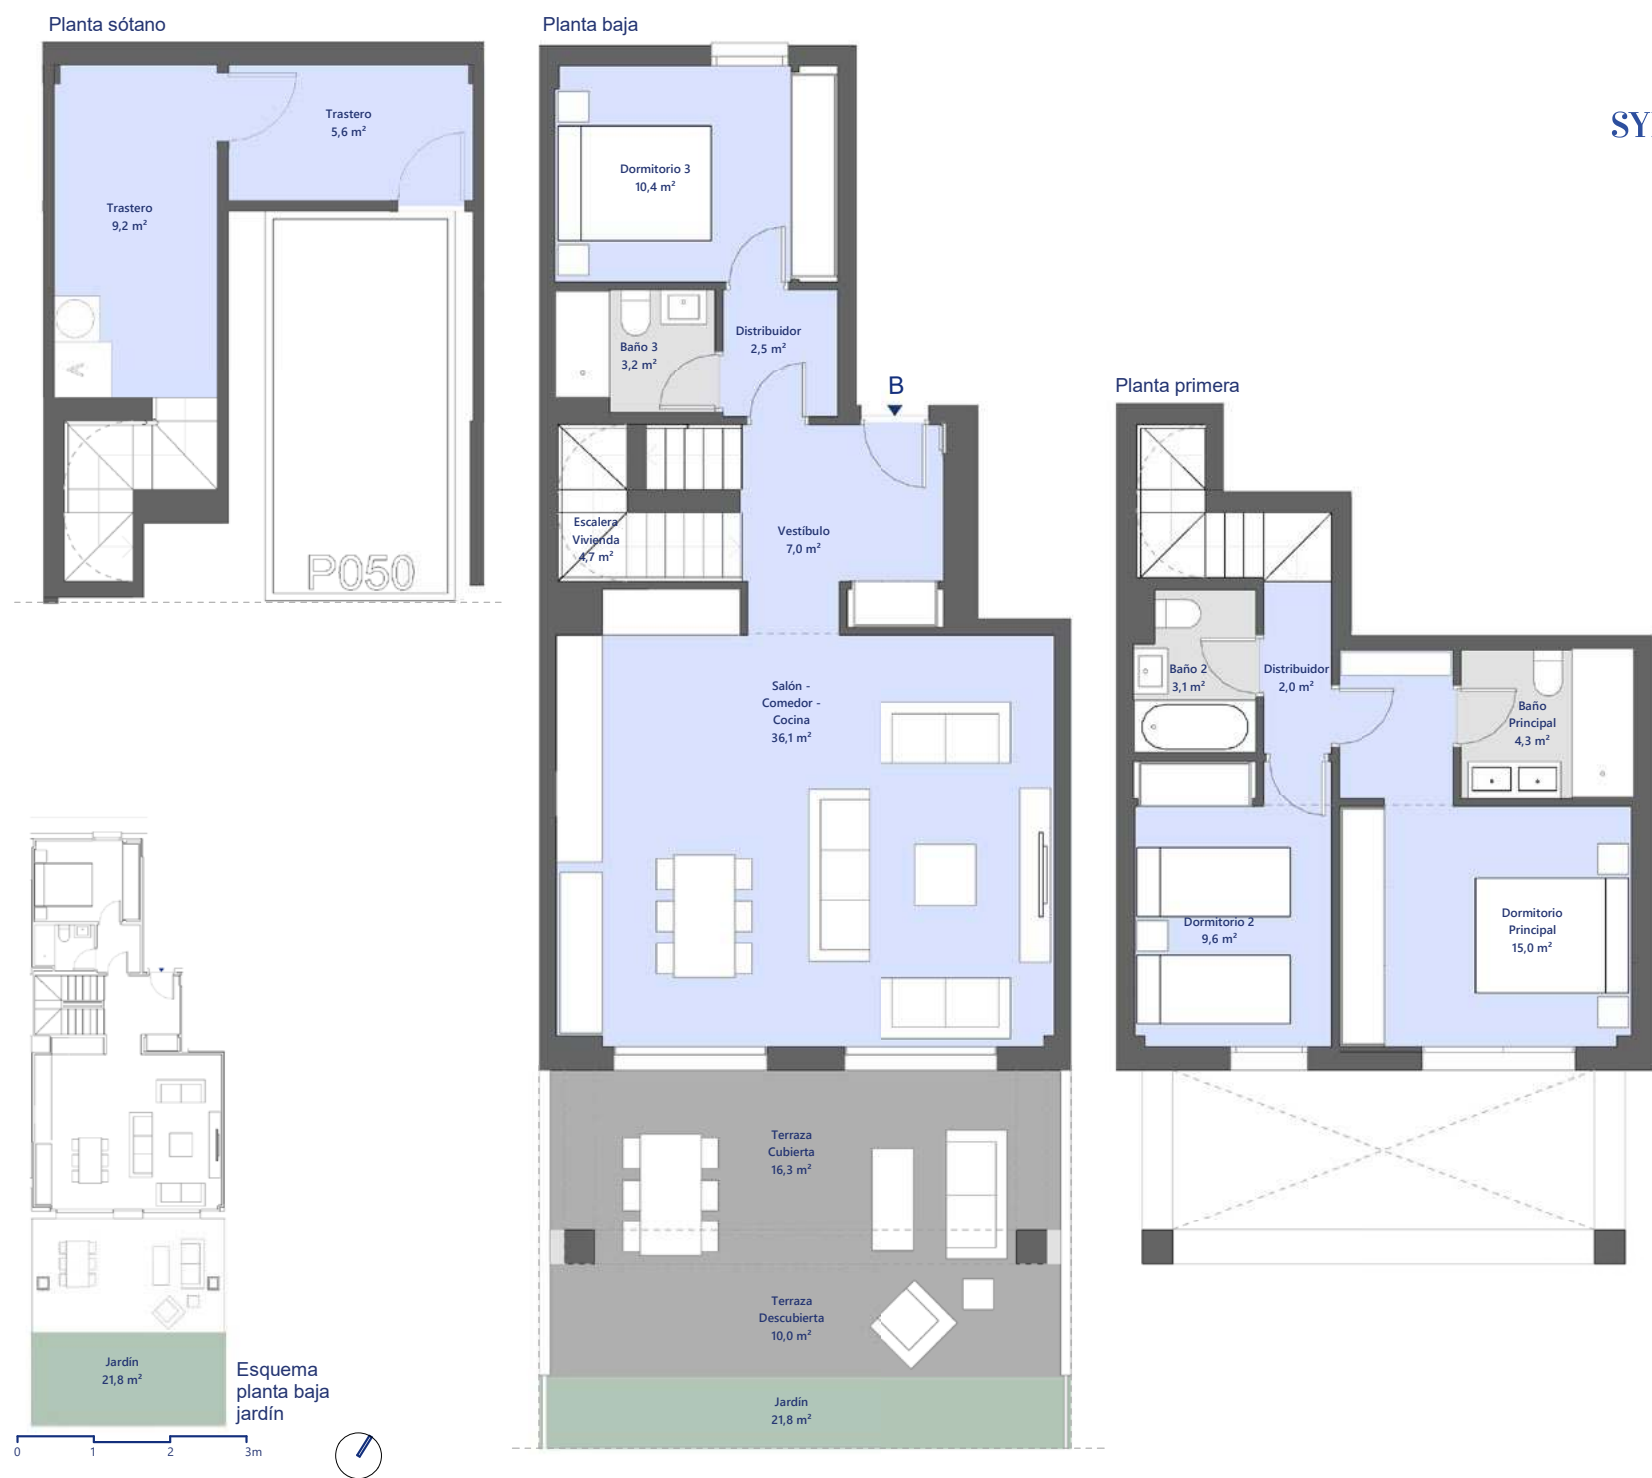 Planta sótano
Trastero
5,6 m²
Trastero
9,2 m²
A
P050
Planta baja
Dormitorio 3
10,4 m²
Baño 3
3,2 m²
Distribuidor
2,5 m²
B
Escalera
Vivienda
4,7 m²
Vestíbulo
7,0 m²
Salón -
Comedor -
Cocina
36,1 m²
Terraza
Cubierta
16,3 m²
Terraza
Descubierta
10,0 m²
Jardín
21,8 m²
SY
Planta primera
Baño 2
3,1 m²
Distribuidor
2,0 m²
Baño
Principal
4,3 m²
Dormitorio 2
9,6 m²
Dormitorio
Principal
15,0 m²
Jardín
21,8 m²
Esquema
planta baja
jardín
0 1 2 3m